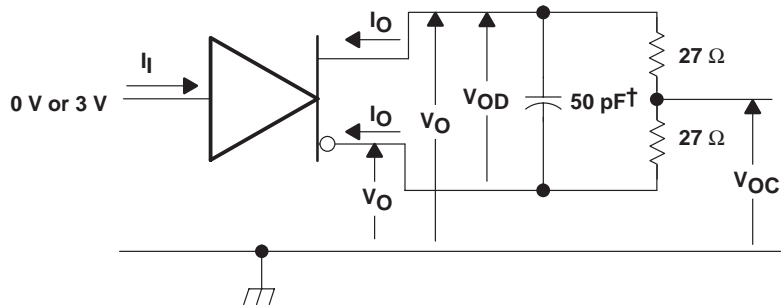 I_O
I_I
27 Ω
0 V or 3 V
V_OD
50 pF†
I_O
V_O
27 Ω
V_O
V_OC